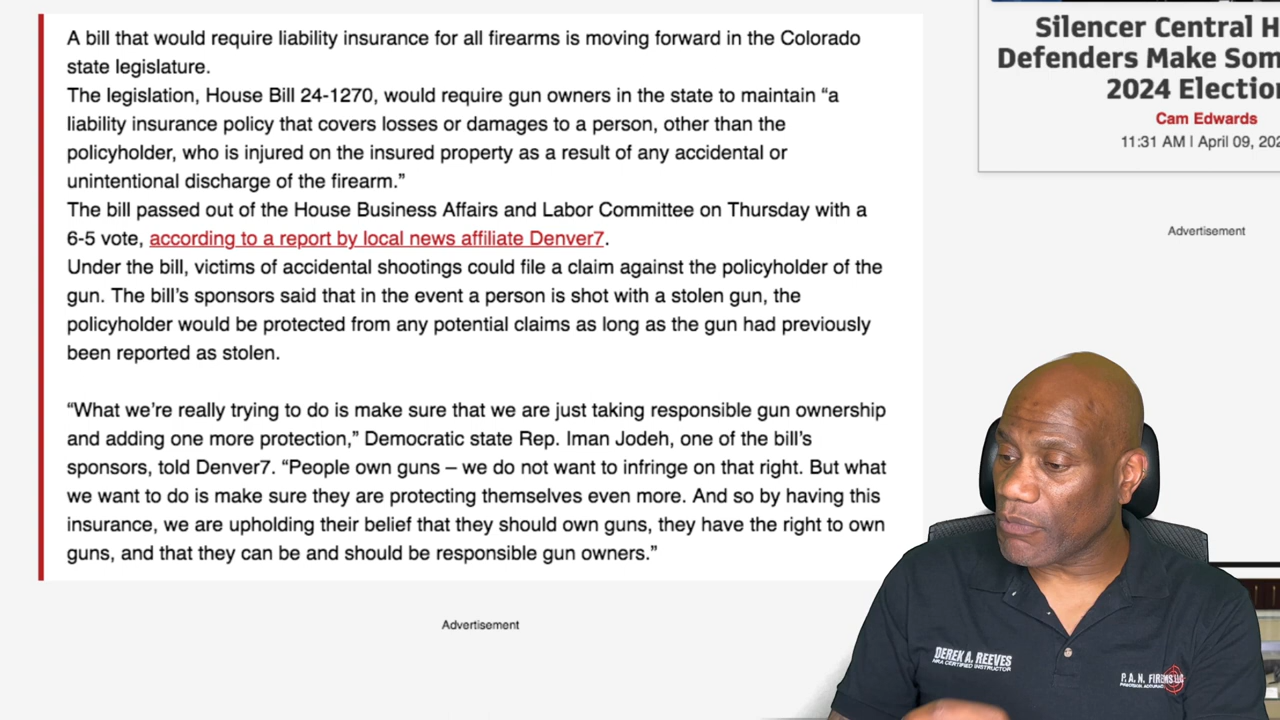 A bill that would require liability insurance for all firearms is moving forward in the Colorado
state legislature.
The legislation, House Bill 24-1270, would require gun owners in the state to maintain “a
liability insurance policy that covers losses or damages to a person, other than the
policyholder, who is injured on the insured property as a result of any accidental or
unintentional discharge of the firearm.”
The bill passed out of the House Business Affairs and Labor Committee on Thursday with a
6-5 vote, according to a report by local news affiliate Denver7.
Under the bill, victims of accidental shootings could file a claim against the policyholder of the
gun. The bill’s sponsors said that in the event a person is shot with a stolen gun, the
policyholder would be protected from any potential claims as long as the gun had previously
been reported as stolen.
“What we’re really trying to do is make sure that we are just taking responsible gun ownership
and adding one more protection,” Democratic state Rep. Iman Jodeh, one of the bill’s
sponsors, told Denver7. “People own guns – we do not want to infringe on that right. But what
we want to do is make sure they are protecting themselves even more. And so by having this
insurance, we are upholding their belief that they should own guns, they have the right to own
guns, and that they can be and should be responsible gun owners.”
Advertisement
Silencer Central H
Defenders Make Som
2024 Election
Cam Edwards
11:31 AM | April 09, 202
Advertisement
DEREK A. REEVES
NRA CERTIFIED INSTRUCTOR
P.A.N. FIREARMS LLC